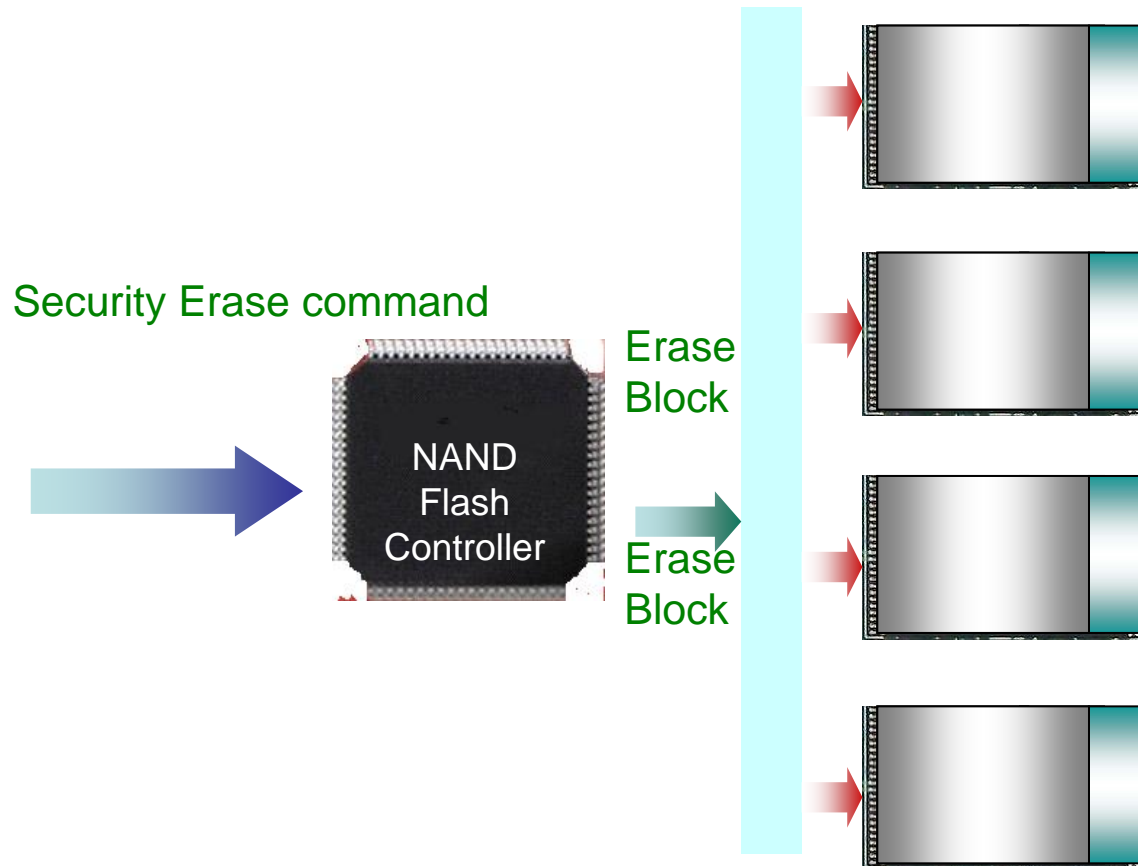 Security Erase command
Erase
Block
NAND
Flash
Controller
Erase
Block